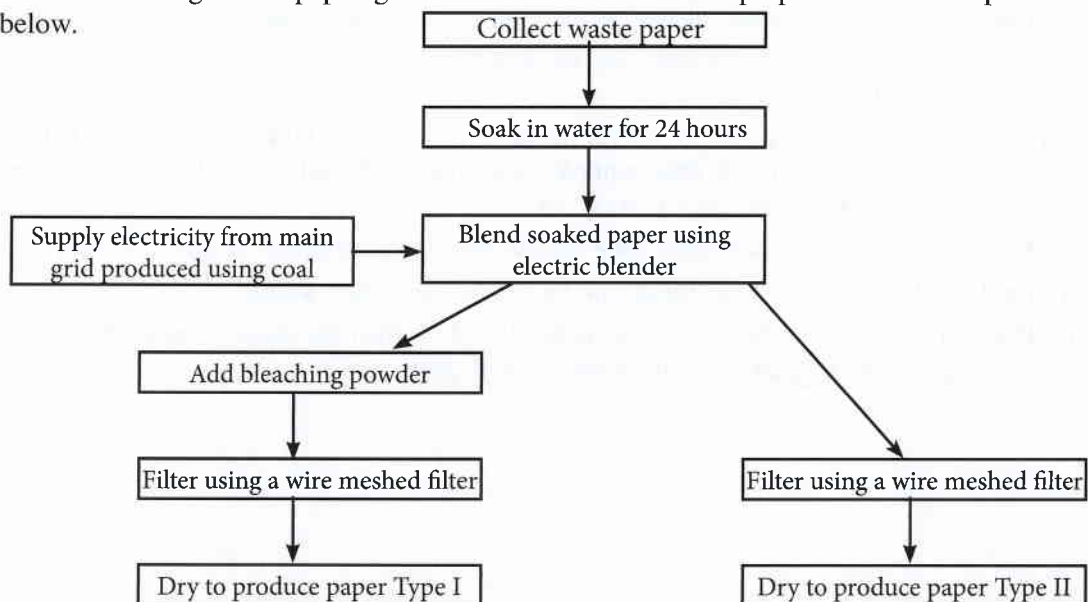 below.
Collect waste paper
Soak in water for 24 hours
Supply electricity from main
grid produced using coal
Blend soaked paper using
electric blender
Add bleaching powder
Filter using a wire meshed filter
Filter using a wire meshed filter
Dry to produce paper Type I
Dry to produce paper Type II